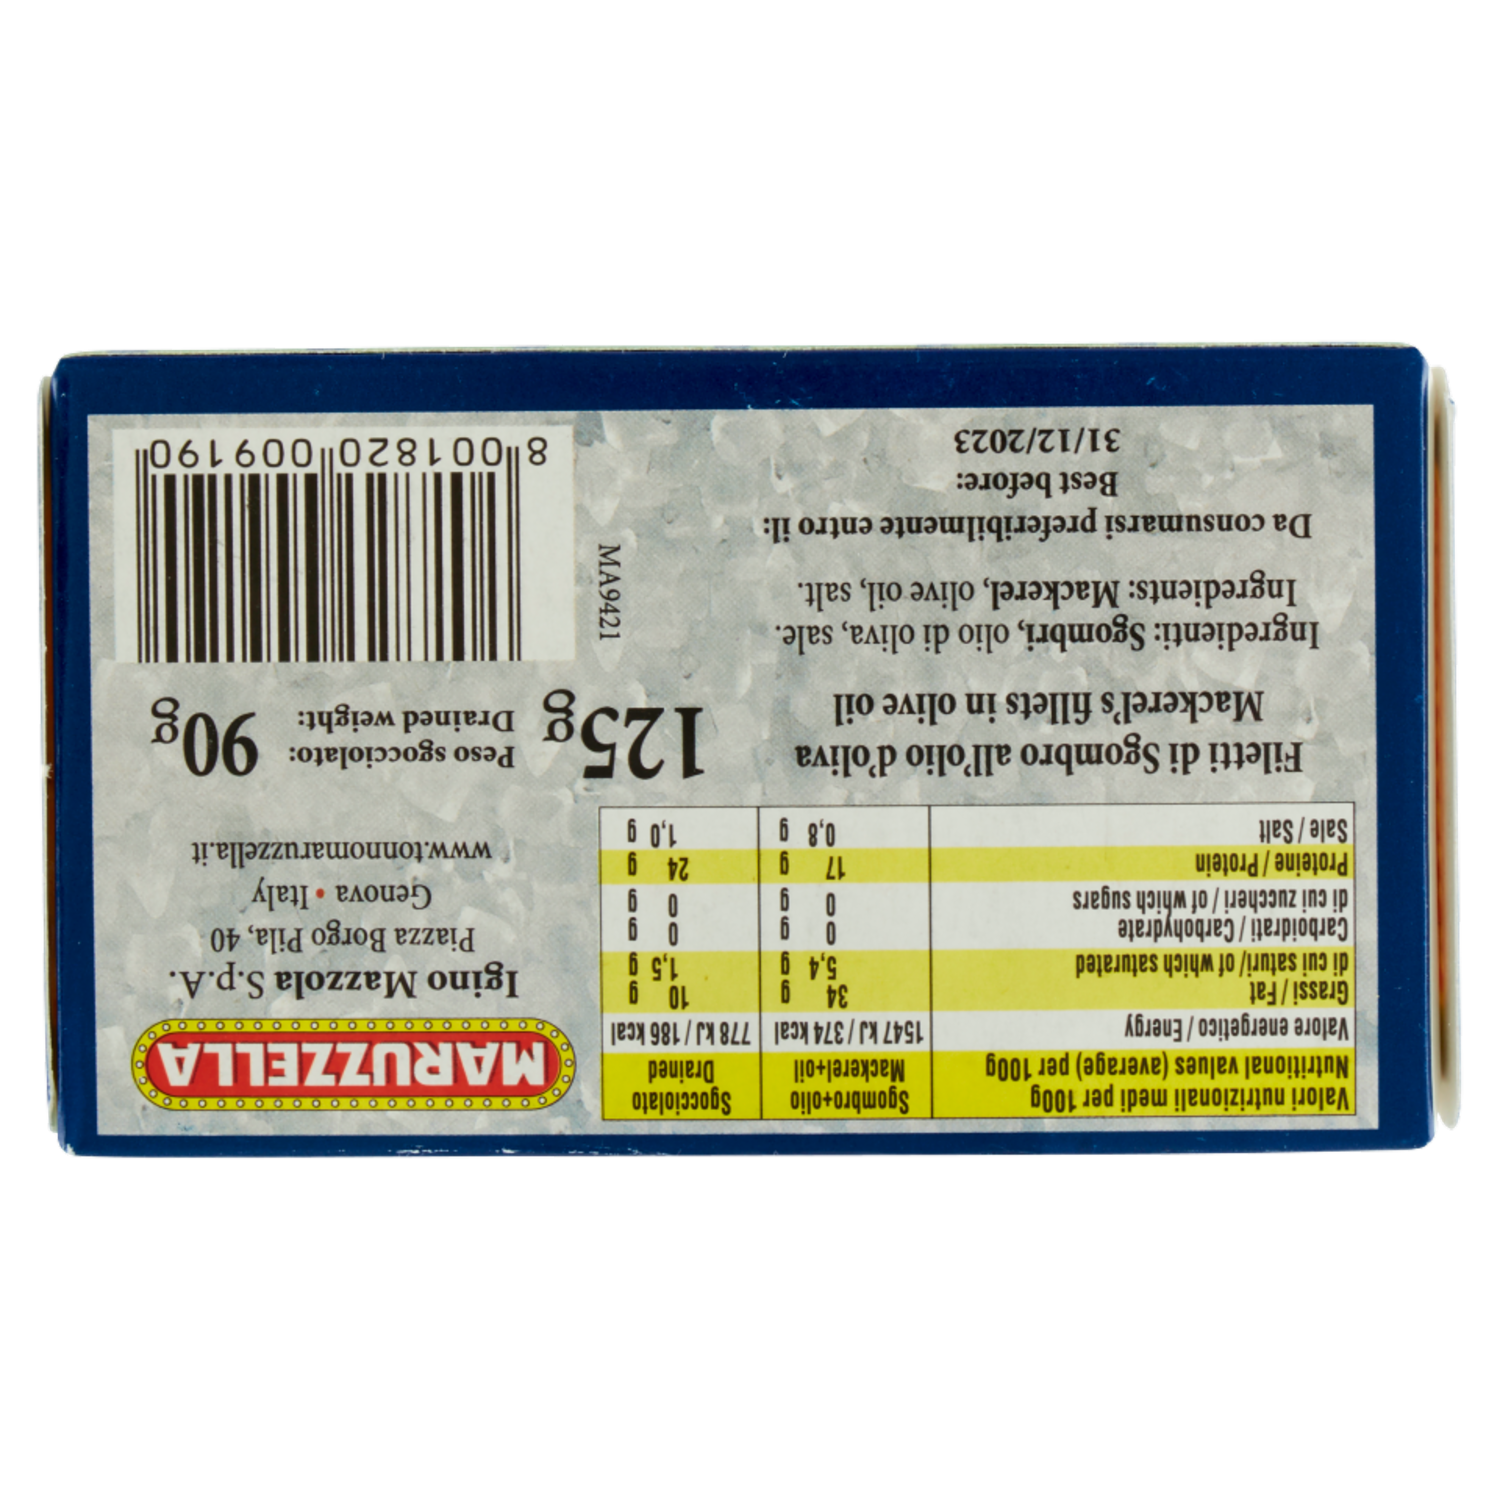 Valori nutrizionali medi per 100g
Nutritional values (average) per 100g
Sgombro+olio
Mackerel+oil
Sgocciolato
Drained
Valore energetico / Energy 1547 kJ / 374 kcal 778 kJ / 186 kcal
Grassi / Fat 34 g 10 g
di cui saturi/ of which saturated 5,4 g 1,5 g
Carboidrati / Carbohydrate 0 g 0 g
di cui zuccheri / of which sugars 0 g 0 g
Proteine / Protein 17 g 24 g
Sale / Salt 0,8 g 1,0 g
MARUZZELLA
Igino Mazzola S.p.A.
Piazza Borgo Pila, 40
Genova • Italy
www.tonnomaruzzella.it
Filetti di Sgombro all'olio d'oliva
Mackerel's fillets in olive oil
125g
Peso sgocciolato:
Drained weight:
90g
Ingredienti: Sgombri, olio di oliva, sale.
Ingredients: Mackerel, olive oil, salt.
Da consumarsi preferibilmente entro il:
Best before:
31/12/2023
MA9421
8 001820 009190